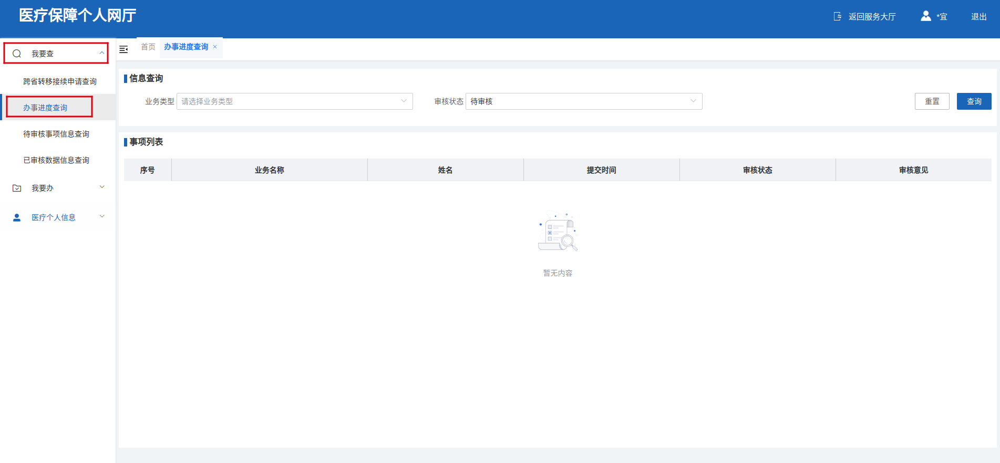 医疗保障个人网厅
返回服务大厅
*宜
退出
我要查
跨省转移接续申请查询
办事进度查询
待审核事项信息查询
已审核数据信息查询
我要办
医疗个人信息
首页
办事进度查询 ×
信息查询
业务类型 请选择业务类型
审核状态 待审核
重置
查询
事项列表
序号 业务名称 姓名 提交时间 审核状态 审核意见
暂无内容